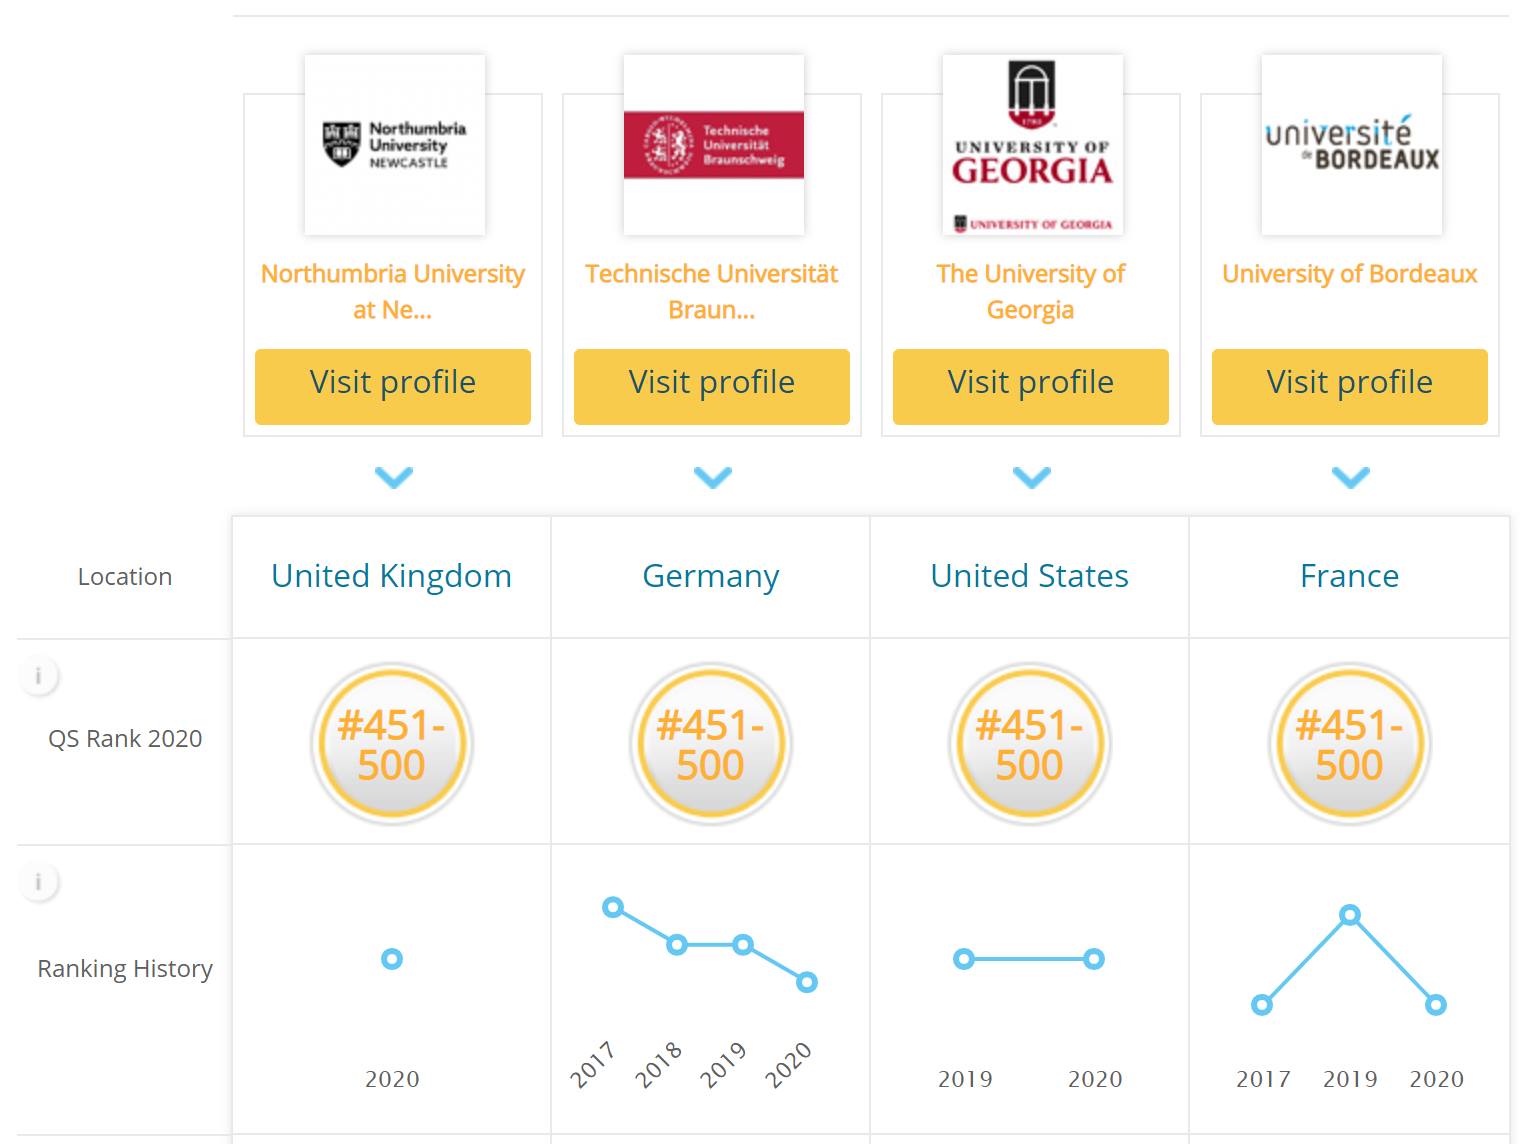 Northumbria
University
NEWCASTLE
Technische
Universität
Braunschweig
1785
UNIVERSITY OF
GEORGIA
UNIVERSITY OF GEORGIA
université
de BORDEAUX
Northumbria University
at Ne...
Technische Universität
Braun...
The University of
Georgia
University of Bordeaux
Visit profile
Visit profile
Visit profile
Visit profile
Location
United Kingdom
Germany
United States
France
i
QS Rank 2020
#451-
500
#451-
500
#451-
500
#451-
500
i
Ranking History
2020
2017
2018
2019
2020
2019
2020
2017
2019
2020